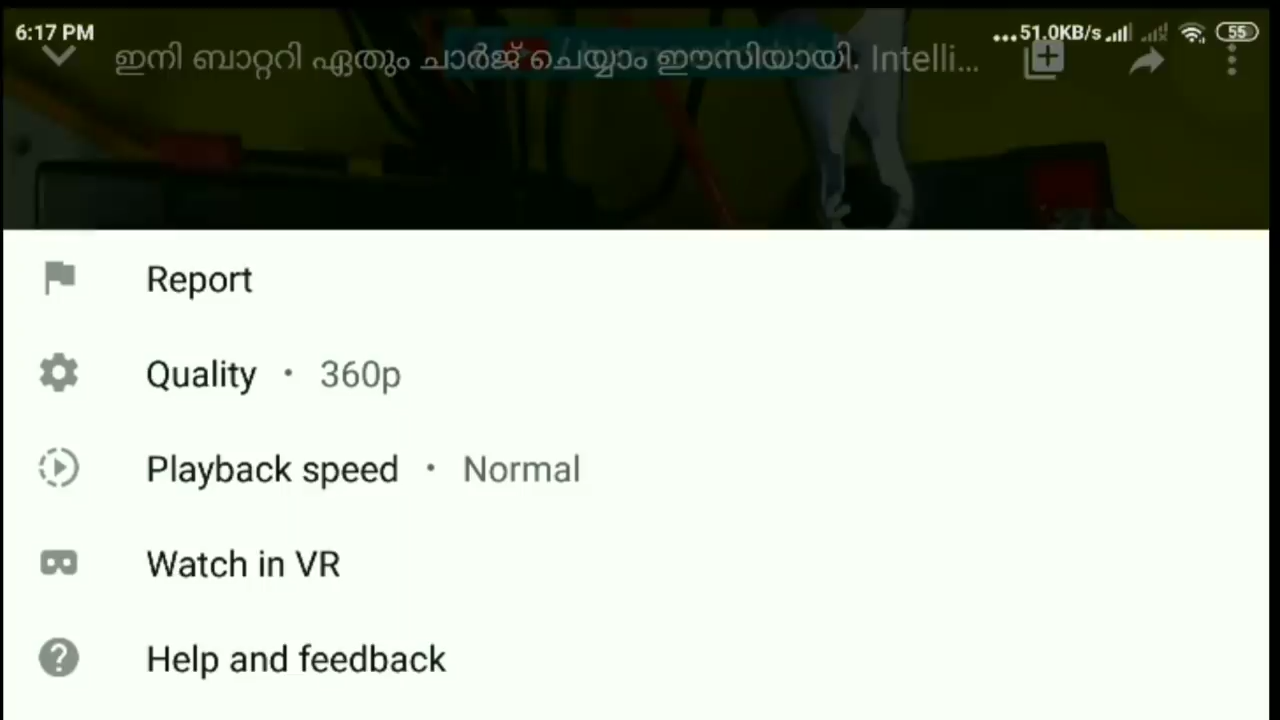 6:17 PM
...51.0KB/s
55
ഇനി ബാറ്ററി ഏതും ചാർജ് ചെയ്യാം ഈസിയായി. Intelli...
Report
Quality • 360p
Playback speed • Normal
Watch in VR
Help and feedback